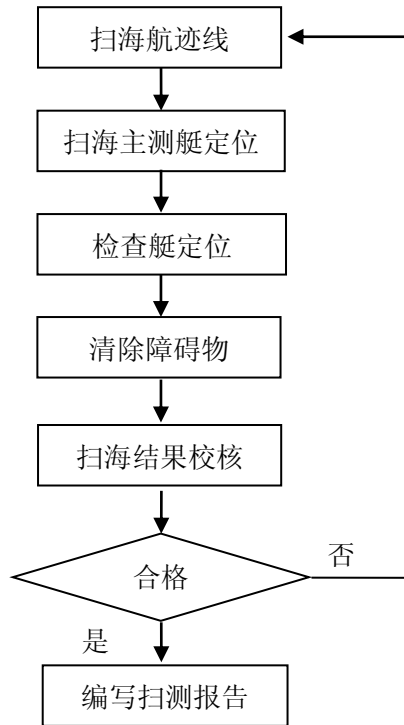 扫海航迹线
扫海主测艇定位
检查艇定位
清除障碍物
扫海结果校核
合格
否
是
编写扫测报告